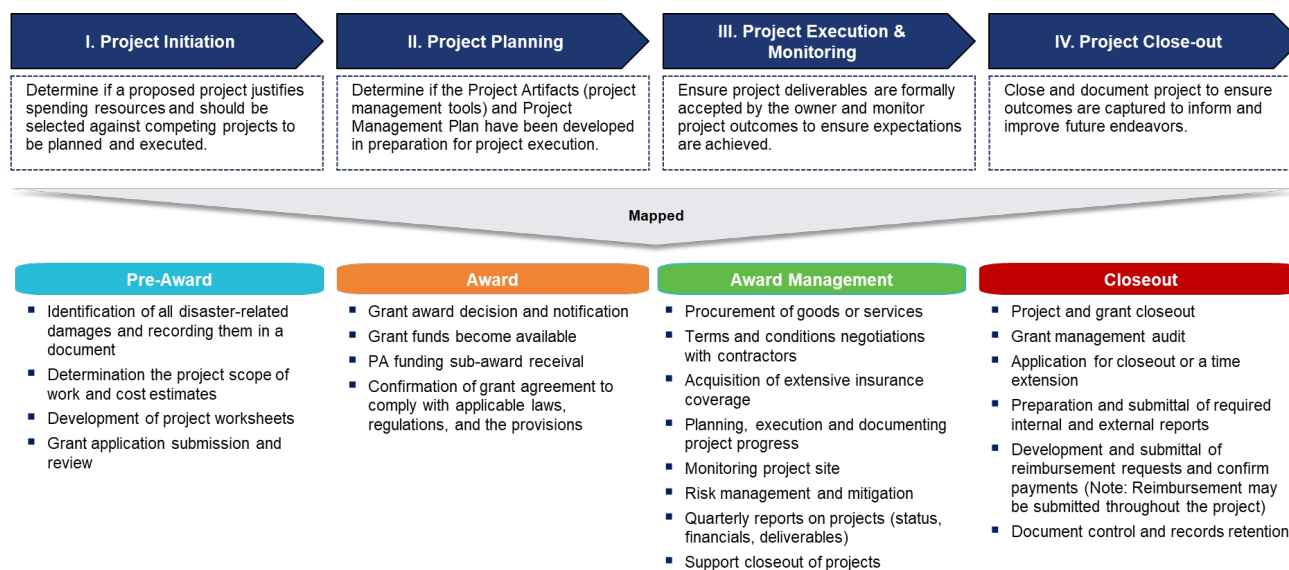 I. Project Initiation
II. Project Planning
III. Project Execution &
Monitoring
IV. Project Close-out
Determine if a proposed project justifies
spending resources and should be
selected against competing projects to
be planned and executed.
Determine if the Project Artifacts (project
management tools) and Project
Management Plan have been developed
in preparation for project execution.
Ensure project deliverables are formally
accepted by the owner and monitor
project outcomes to ensure expectations
are achieved.
Close and document project to ensure
outcomes are captured to inform and
improve future endeavors.
Mapped
Pre-Award
▪ Identification of all disaster-related
damages and recording them in a
document
▪ Determination the project scope of
work and cost estimates
▪ Development of project worksheets
▪ Grant application submission and
review
Award
▪ Grant award decision and notification
▪ Grant funds become available
▪ PA funding sub-award receival
▪ Confirmation of grant agreement to
comply with applicable laws,
regulations, and the provisions
Award Management
▪ Procurement of goods or services
▪ Terms and conditions negotiations
with contractors
▪ Acquisition of extensive insurance
coverage
▪ Planning, execution and documenting
project progress
▪ Monitoring project site
▪ Risk management and mitigation
▪ Quarterly reports on projects (status,
financials, deliverables)
▪ Support closeout of projects
Closeout
▪ Project and grant closeout
▪ Grant management audit
▪ Application for closeout or a time
extension
▪ Preparation and submittal of required
internal and external reports
▪ Development and submittal of
reimbursement requests and confirm
payments (Note: Reimbursement may
be submitted throughout the project)
▪ Document control and records retention